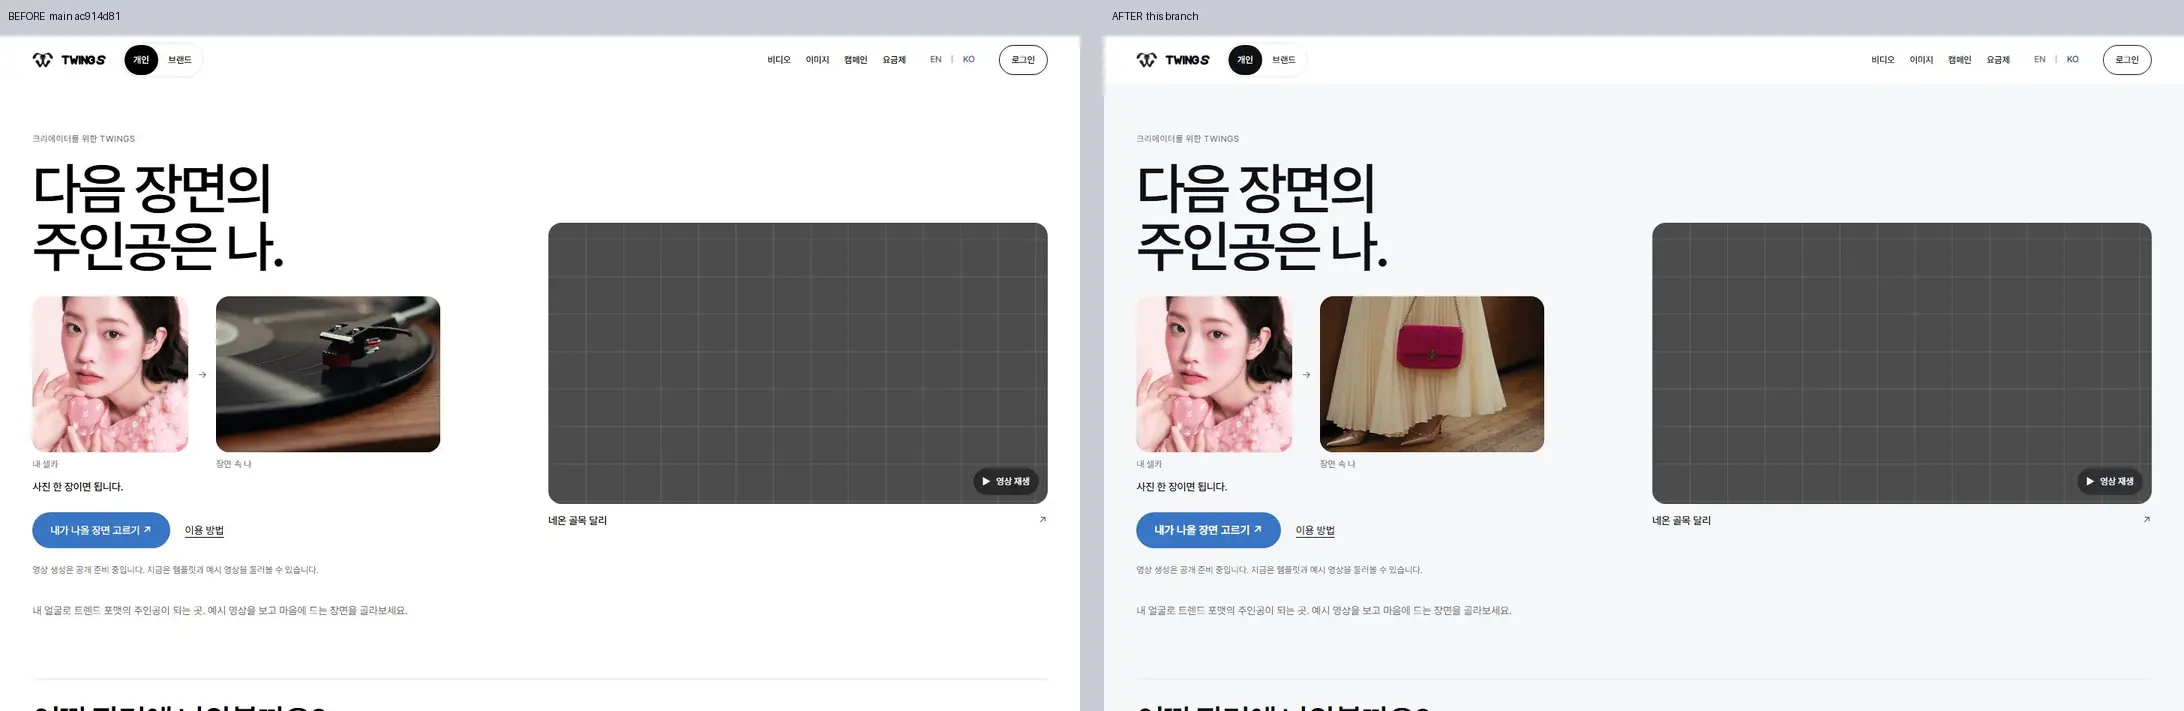 BEFORE main ac914d81
TWINGS
개인
브랜드
비디오
이미지
캠페인
요금제
EN | KO
로그인
크리에이터를 위한 TWINGS
다음 장면의
주인공은 나.
→
내 셀카
장면 속 나
사진 한 장이면 됩니다.
내가 나올 장면 고르기 ↗
이용 방법
영상 생성은 공개 준비 중입니다. 지금은 템플릿과 예시 영상을 둘러볼 수 있습니다.
내 얼굴로 트렌드 포맷의 주인공이 되는 곳. 예시 영상을 보고 마음에 드는 장면을 골라보세요.
▶ 영상 재생
네온 골목 달리 ↗
AFTER this branch
TWINGS
개인
브랜드
비디오
이미지
캠페인
요금제
EN | KO
로그인
크리에이터를 위한 TWINGS
다음 장면의
주인공은 나.
→
내 셀카
장면 속 나
사진 한 장이면 됩니다.
내가 나올 장면 고르기 ↗
이용 방법
영상 생성은 공개 준비 중입니다. 지금은 템플릿과 예시 영상을 둘러볼 수 있습니다.
내 얼굴로 트렌드 포맷의 주인공이 되는 곳. 예시 영상을 보고 마음에 드는 장면을 골라보세요.
▶ 영상 재생
네온 골목 달리 ↗